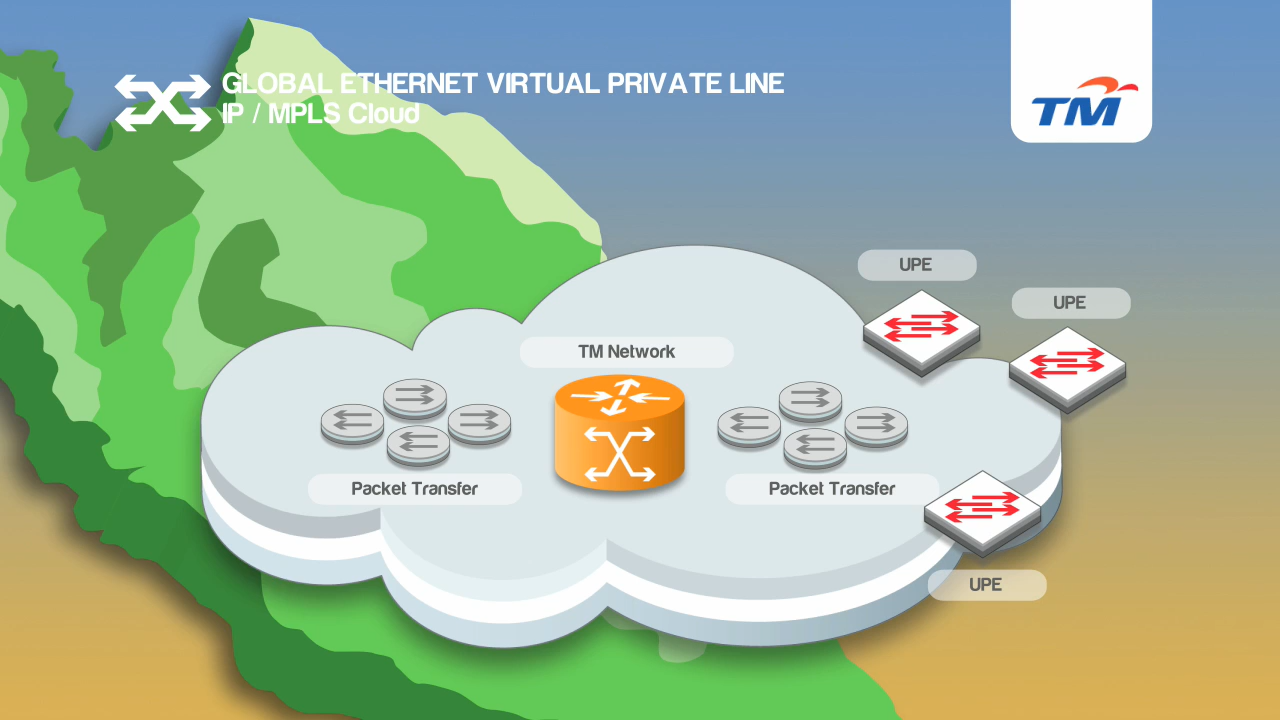 GLOBAL ETHERNET VIRTUAL PRIVATE LINE
IP / MPLS Cloud
TM
UPE
UPE
TM Network
Packet Transfer
Packet Transfer
UPE